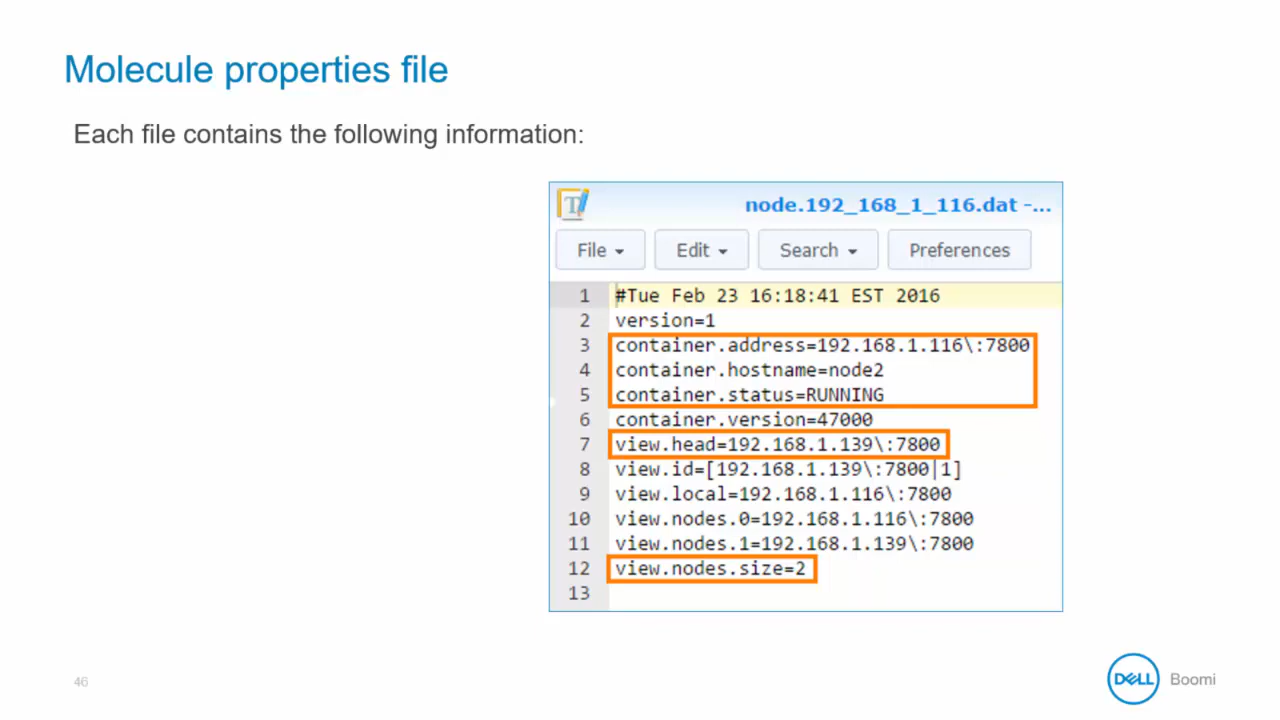 Molecule properties file
Each file contains the following information:
node.192_168_1_116.dat -...
File Edit Search Preferences
1 #Tue Feb 23 16:18:41 EST 2016
2 version=1
3 container.address=192.168.1.116\:7800
4 container.hostname=node2
5 container.status=RUNNING
6 container.version=47000
7 view.head=192.168.1.139\:7800
8 view.id=[192.168.1.139\:7800|1]
9 view.local=192.168.1.116\:7800
10 view.nodes.0=192.168.1.116\:7800
11 view.nodes.1=192.168.1.139\:7800
12 view.nodes.size=2
13
46
DELL Boomi